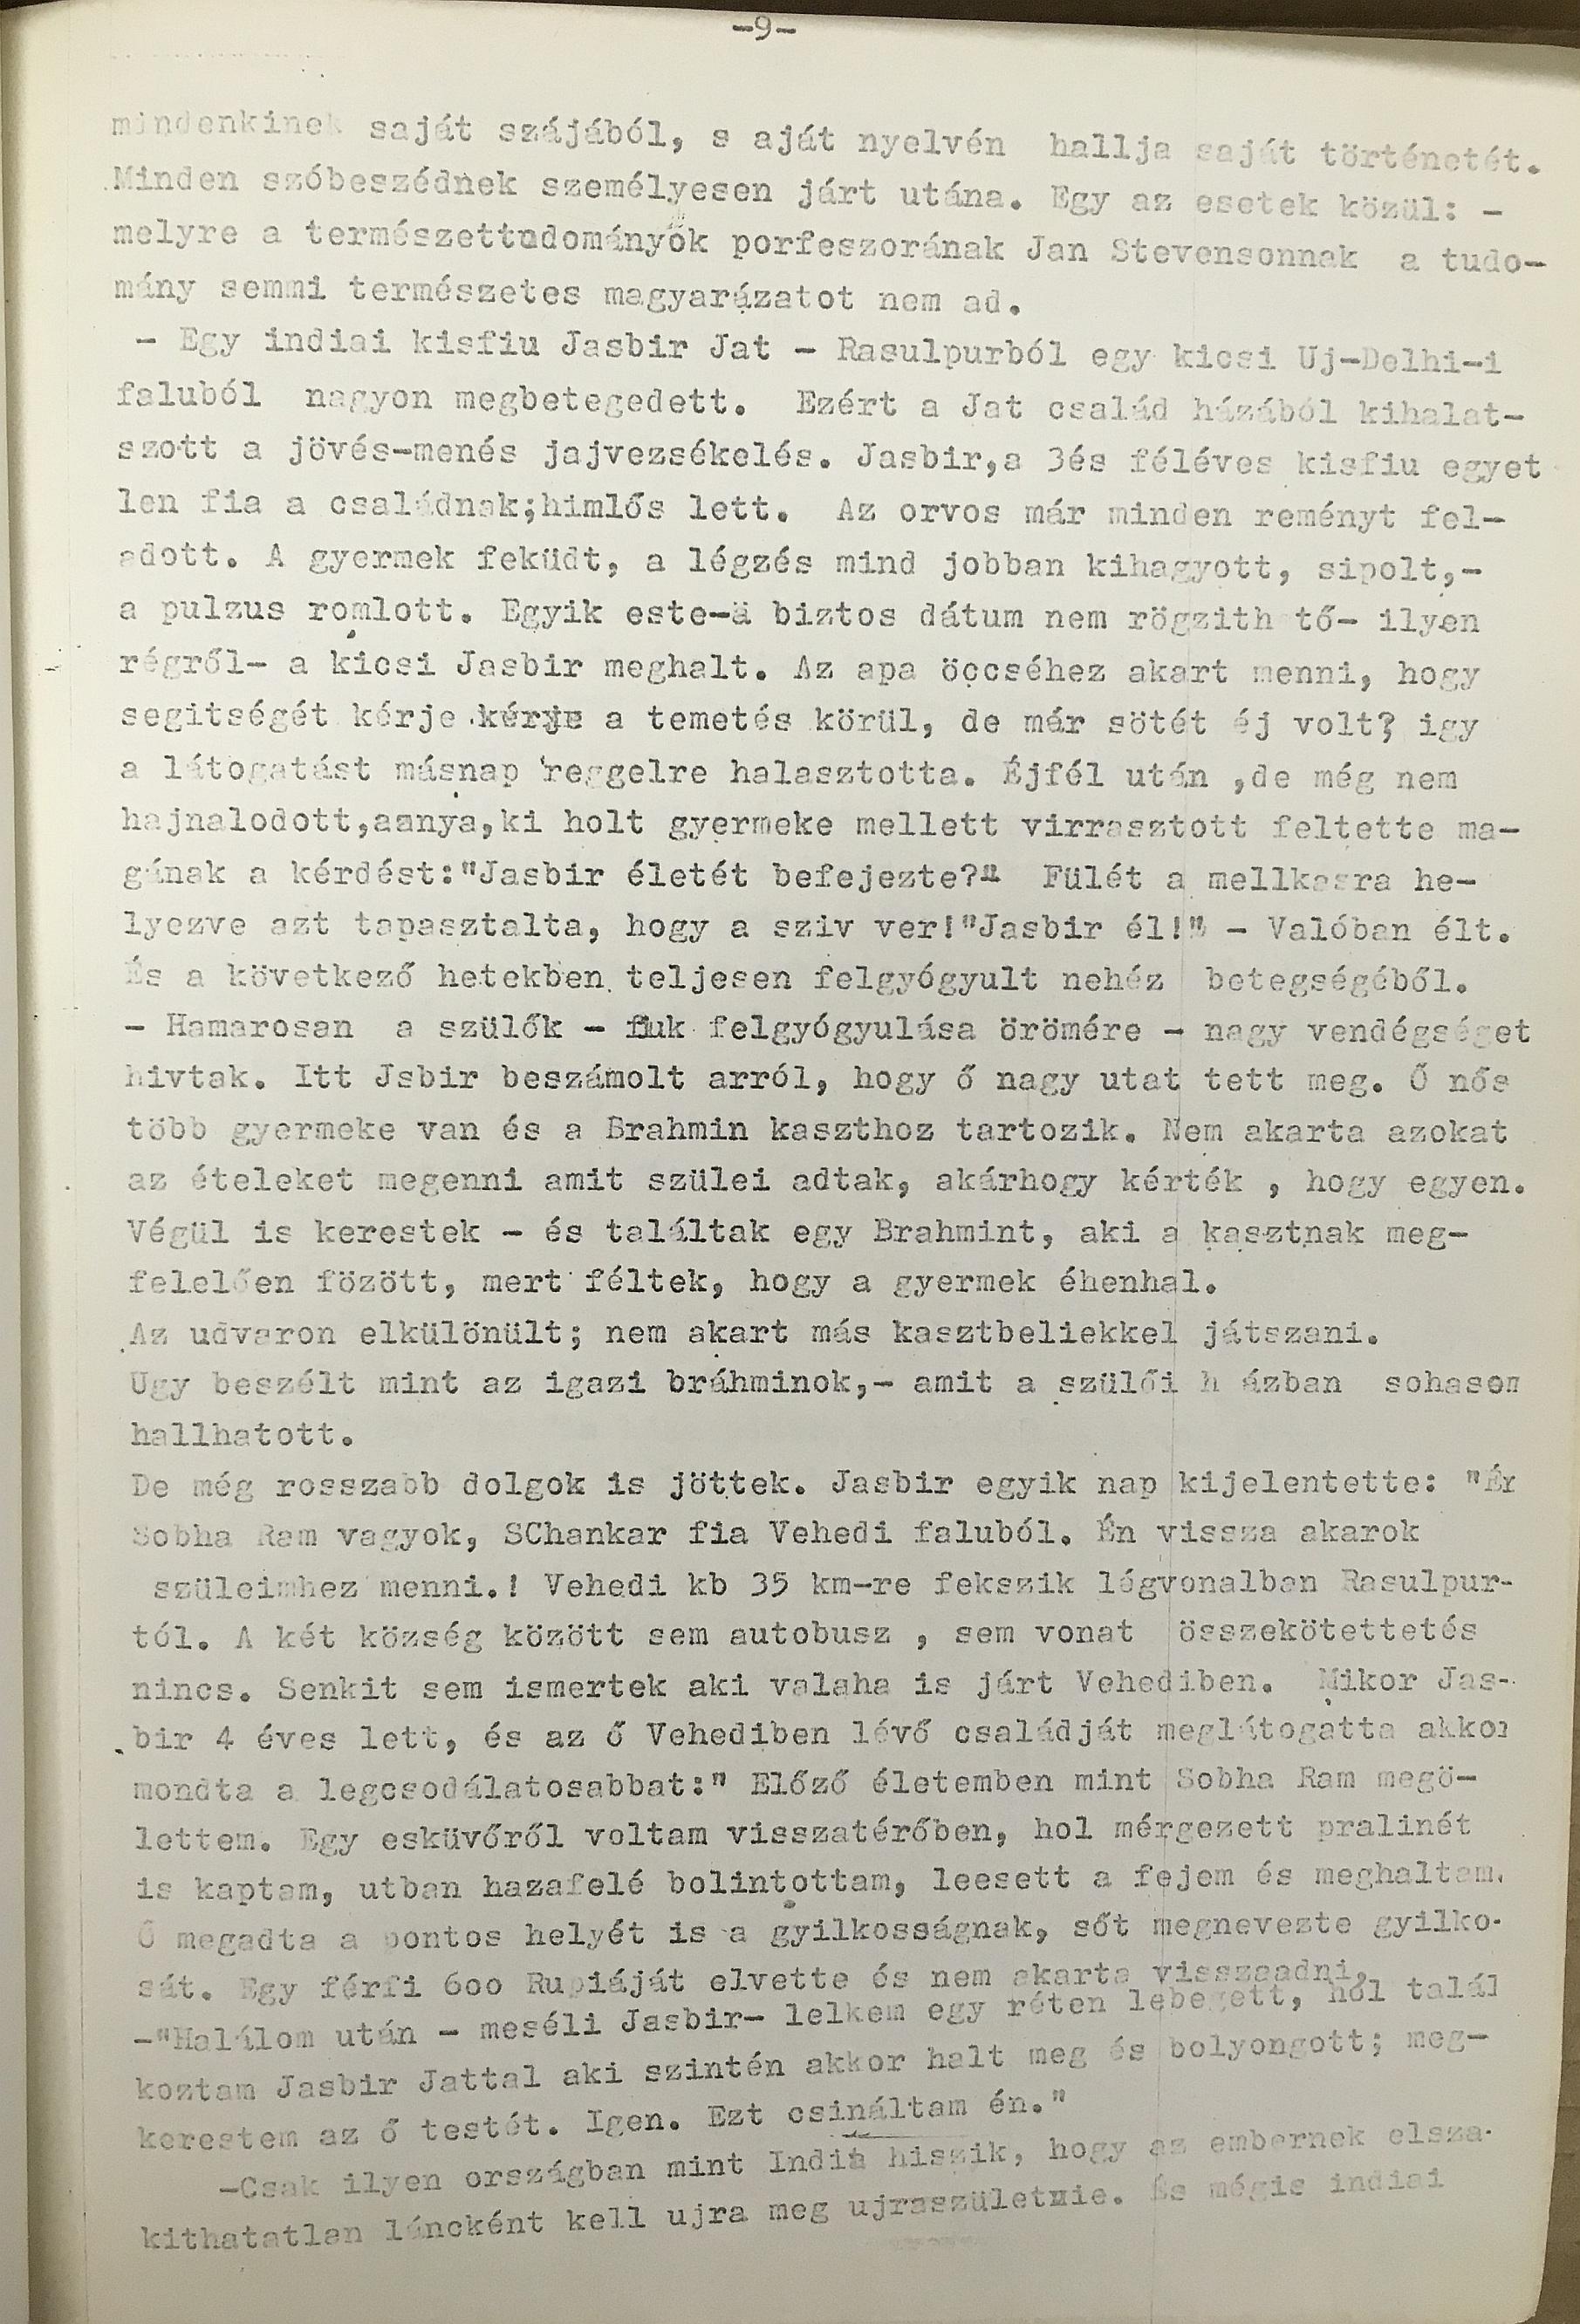 -9-
mindenkinek saját szájából, s aját nyelvén hallja saját történetét.
Minden szóbeszédnek személyesen járt utána. Egy az esetek közül: -
melyre a természettudományok porfeszorának Jan Stevensonnak a tudo-
mány semmi természetes magyarázatot nem ad.
- Egy indiai kisfiu Jasbir Jat - Rasulpurból egy kicsi Uj-Delhi-i
faluból nagyon megbetegedett. Ezért a Jat család házából kihalat-
szott a jövés-menés jajvezsékelés. Jasbir,a 3és féléves kisfiu egyet
len fia a családnak;himlős lett. Az orvos már minden reményt fel-
adott. A gyermek feküdt, a légzés mind jobban kihagyott, sipolt,-
a pulzus romlott. Egyik este-a biztos dátum nem rögzith tő- ilyen
régről- a kicsi Jasbir meghalt. Az apa öccséhez akart menni, hogy
segitségét kérje kérje a temetés körül, de már sötét éj volt? igy
a látogatást másnap reggelre halasztotta. Éjfél után ,de még nem
hajnalodott,aanya,ki holt gyermeke mellett virrasztott feltette ma-
gának a kérdést:"Jasbir életét befejezte?" Fülét a mellkasra he-
lyezve azt tapasztalta, hogy a sziv ver!"Jasbir él!" - Valóban élt.
És a következő hetekben teljesen felgyógyult nehéz betegségéből.
- Hamarosan a szülők - fiuk felgyógyulása örömére - nagy vendégséget
hivtak. Itt Jsbir beszámolt arról, hogy ő nagy utat tett meg. Ő nős
több gyermeke van és a Brahmin kaszthoz tartozik. Nem akarta azokat
az ételeket megenni amit szülei adtak, akárhogy kérték , hogy egyen.
Végül is kerestek - és találtak egy Brahmint, aki a kasztnak meg-
felelően fözött, mert féltek, hogy a gyermek éhenhal.
Az udvaron elkülönült; nem akart más kasztbeliekkel játszani.
Ugy beszélt mint az igazi bráhminok,- amit a szülői h ázban sohasem
hallhatott.
De még rosszabb dolgok is jöttek. Jasbir egyik nap kijelentette: "Én
Sobha Ram vagyok, SChankar fia Vehedi faluból. Én vissza akarok
szüleimhez menni.! Vehedi kb 35 km-re fekszik légvonalban Rasulpur-
tól. A két község között sem autobusz , sem vonat összekötettetés
nincs. Senkit sem ismertek aki valaha is járt Vehediben. Mikor Jas-
bir 4 éves lett, és az ő Vehediben lévő családját meglátogatta akkor
mondta a legcsodálatosabbat:" Előző életemben mint Sobha Ram megö-
lettem. Egy esküvőről voltam visszatérőben, hol mérgezett pralinét
is kaptam, utban hazafelé bolintottam, leesett a fejem és meghaltam.
Ő megadta a pontos helyét is a gyilkosságnak, sőt megnevezte gyilko-
sát. Egy férfi 6oo Rupiáját elvette és nem akarta visszaadni,
-"Halálom után - meséli Jasbir- lelkem egy réten lebegett, hol talál
koztam Jasbir Jattal aki szintén akkor halt meg és bolyongott; meg-
kerestem az ő testét. Igen. Ezt csináltam én."
-Csak ilyen országban mint India hiszik, hogy az embernek elsza-
kithatatlan láncként kell ujra meg ujraszületnie. És mégis indiai